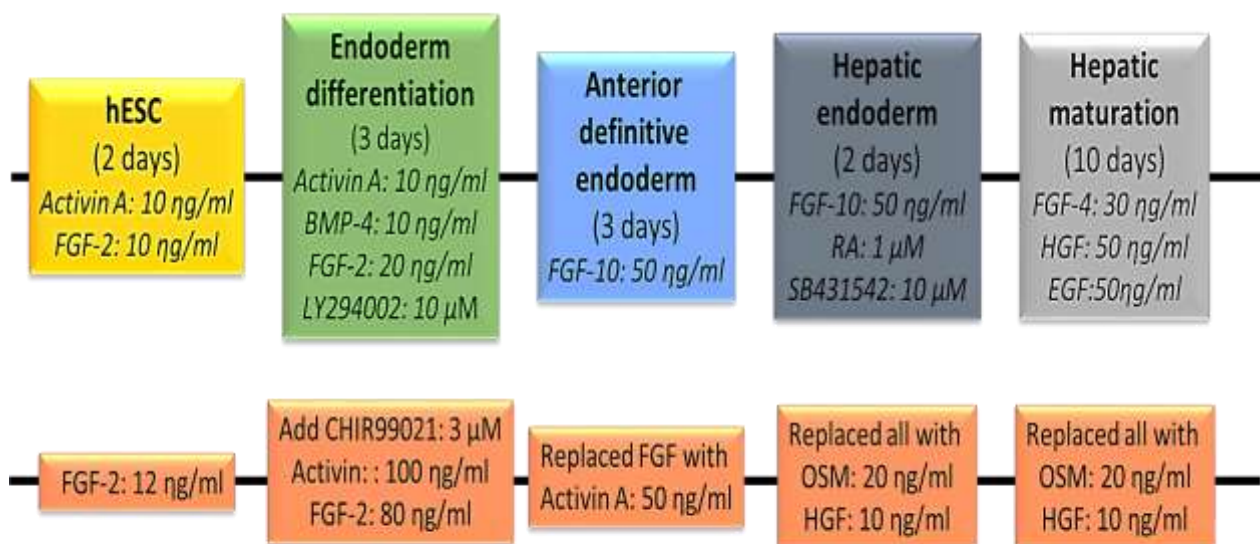 hESC
(2 days)
Activin A: 10 ηg/ml
FGF-2: 10 ηg/ml
Endoderm
differentiation
(3 days)
Activin A: 10 ηg/ml
BMP-4: 10 ηg/ml
FGF-2: 20 ηg/ml
LY294002: 10 μM
Anterior
definitive
endoderm
(3 days)
FGF-10: 50 ηg/ml
Hepatic
endoderm
(2 days)
FGF-10: 50 ηg/ml
RA: 1 μM
SB431542: 10 μM
Hepatic
maturation
(10 days)
FGF-4: 30 ηg/ml
HGF: 50 ηg/ml
EGF:50ηg/ml
FGF-2: 12 ηg/ml
Add CHIR99021: 3 μM
Activin: : 100 ηg/ml
FGF-2: 80 ηg/ml
Replaced FGF with
Activin A: 50 ηg/ml
Replaced all with
OSM: 20 ηg/ml
HGF: 10 ηg/ml
Replaced all with
OSM: 20 ηg/ml
HGF: 10 ηg/ml